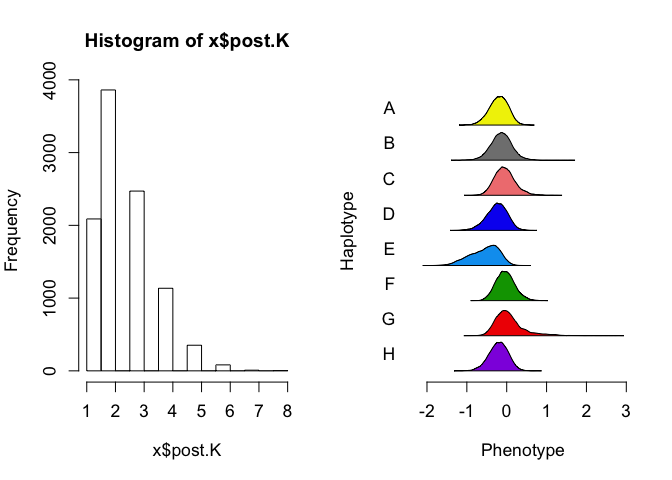 Histogram of x$post.K
Frequency
0
1000
2000
3000
4000
1 2 3 4 5 6 7 8
x$post.K
Haplotype
A
B
C
D
E
F
G
H
-2 -1 0 1 2 3
Phenotype